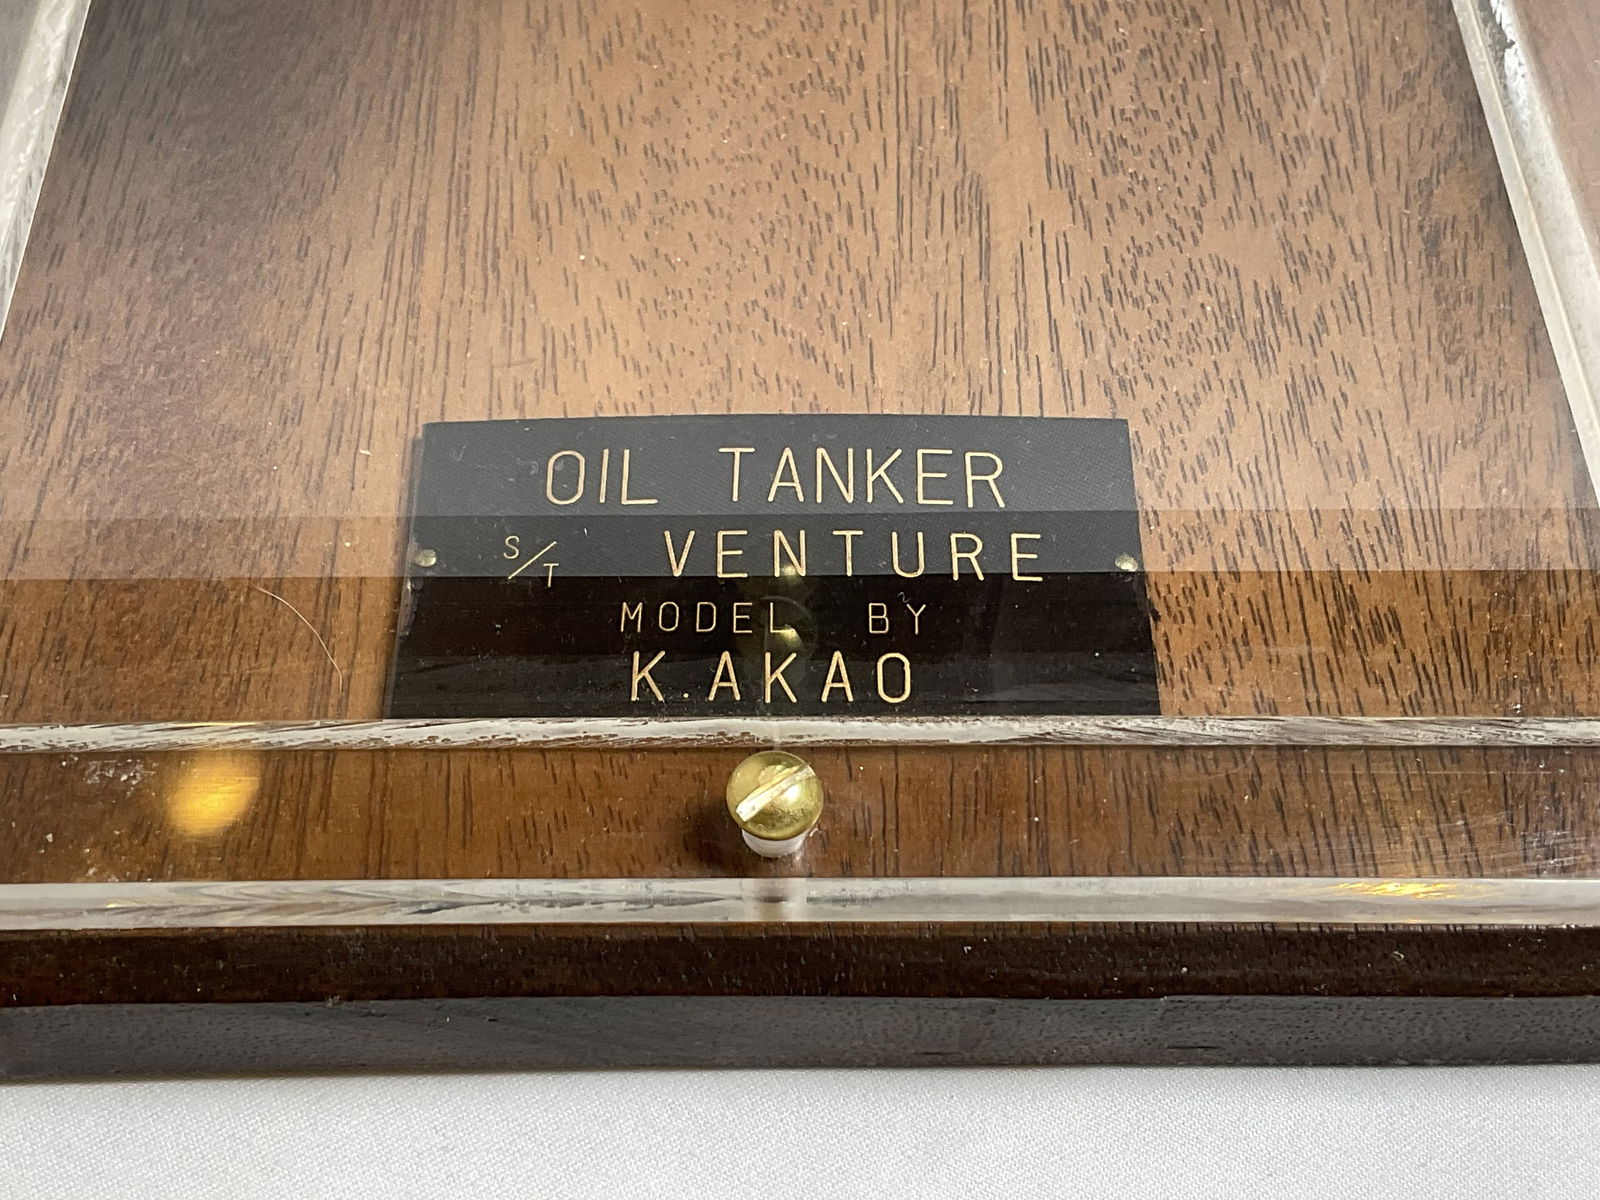 OIL TANKER
S/T VENTURE
MODEL BY
K.AKAO